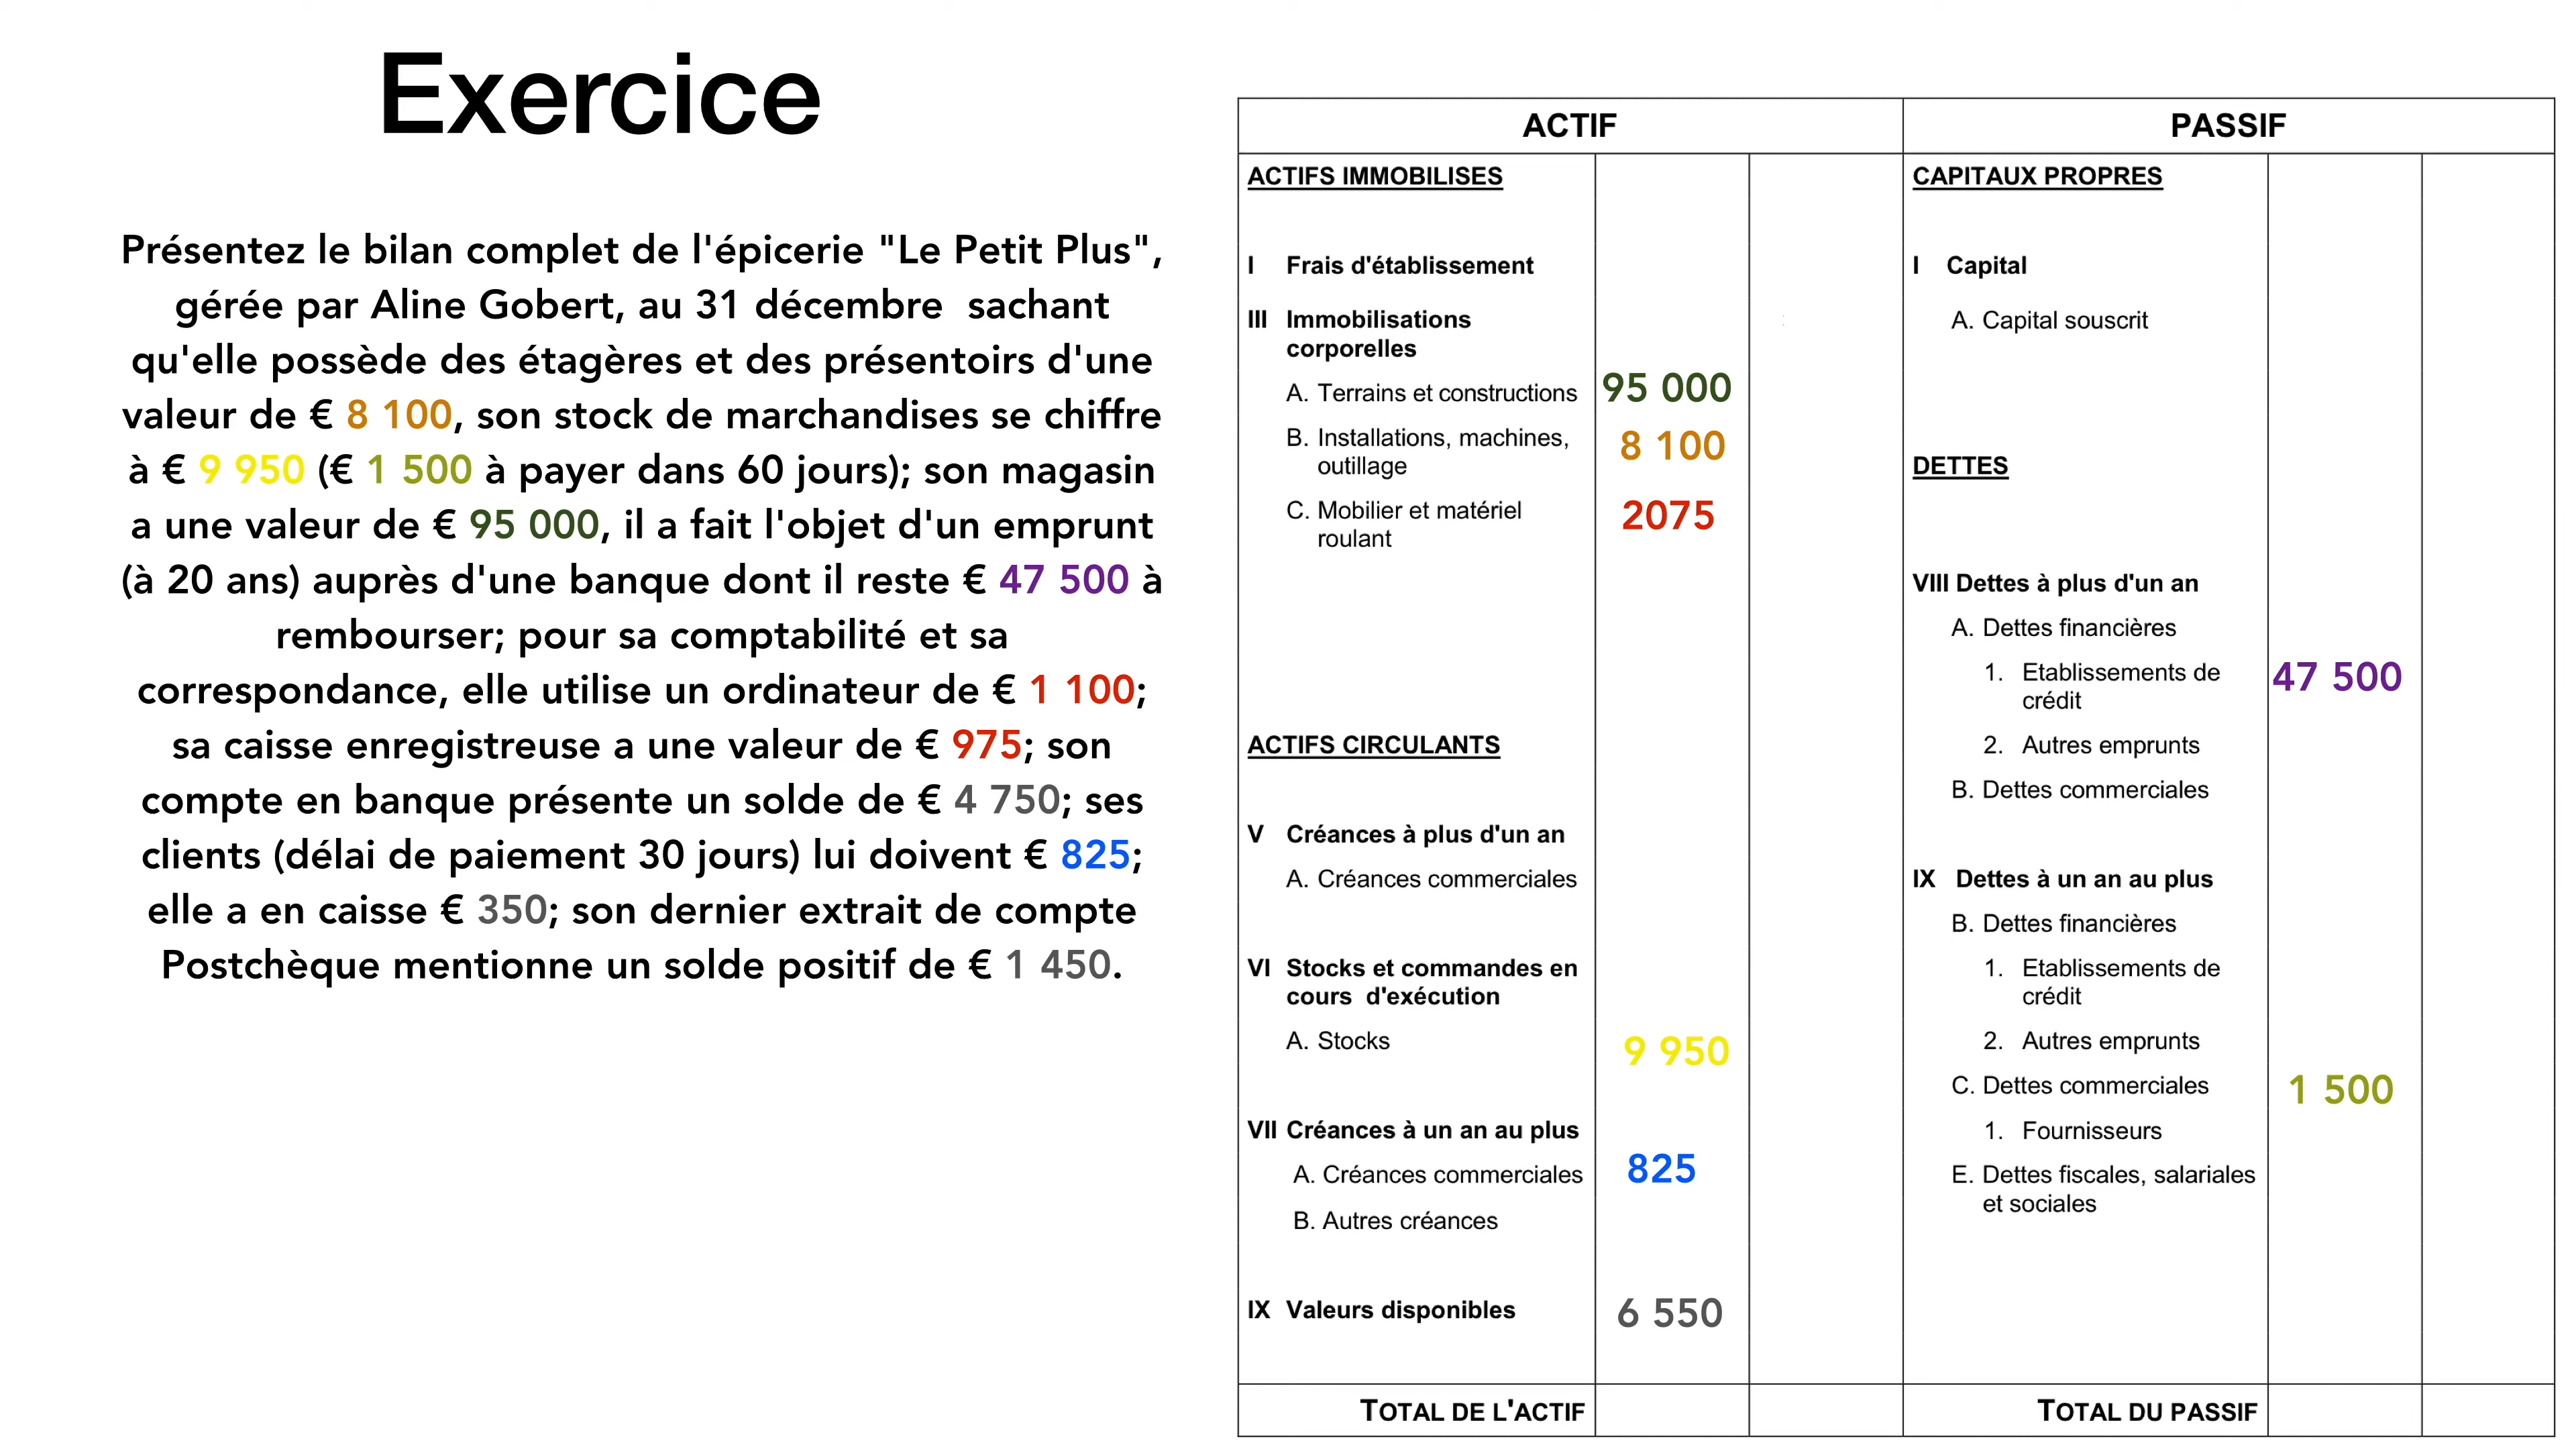 Exercice
Présentez le bilan complet de l'épicerie "Le Petit Plus",
gérée par Aline Gobert, au 31 décembre  sachant
qu'elle possède des étagères et des présentoirs d'une
valeur de € 8 100, son stock de marchandises se chiffre
à € 9 950 (€ 1 500 à payer dans 60 jours); son magasin
a une valeur de € 95 000, il a fait l'objet d'un emprunt
(à 20 ans) auprès d'une banque dont il reste € 47 500 à
rembourser; pour sa comptabilité et sa
correspondance, elle utilise un ordinateur de € 1 100;
sa caisse enregistreuse a une valeur de € 975; son
compte en banque présente un solde de € 4 750; ses
clients (délai de paiement 30 jours) lui doivent € 825;
elle a en caisse € 350; son dernier extrait de compte
Postchèque mentionne un solde positif de € 1 450.
ACTIF
ACTIFS IMMOBILISES
I Frais d'établissement
III Immobilisations
corporelles
A. Terrains et constructions 95 000
B. Installations, machines,
outillage 8 100
C. Mobilier et matériel
roulant 2075
ACTIFS CIRCULANTS
V Créances à plus d'un an
A. Créances commerciales
VI Stocks et commandes en
cours d'exécution
A. Stocks 9 950
VII Créances à un an au plus
A. Créances commerciales 825
B. Autres créances
IX Valeurs disponibles 6 550
TOTAL DE L'ACTIF
PASSIF
CAPITAUX PROPRES
I Capital
A. Capital souscrit
DETTES
VIII Dettes à plus d'un an
A. Dettes financières
1. Etablissements de
crédit 47 500
2. Autres emprunts
B. Dettes commerciales
IX Dettes à un an au plus
B. Dettes financières
1. Etablissements de
crédit
2. Autres emprunts
C. Dettes commerciales 1 500
1. Fournisseurs
E. Dettes fiscales, salariales
et sociales
TOTAL DU PASSIF